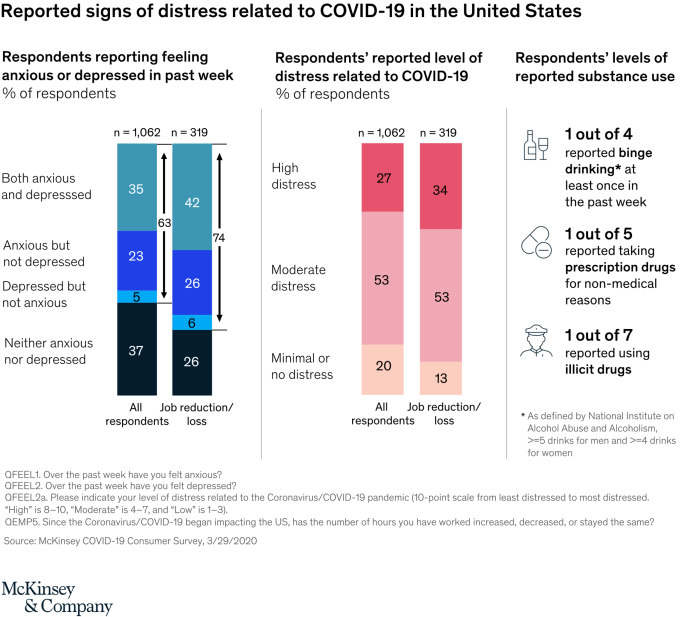 Reported signs of distress related to COVID-19 in the United States
Respondents reporting feeling
anxious or depressed in past week
% of respondents
n = 1,062 n = 319
Both anxious
and depresssed
35
42
63
74
Anxious but
not depressed
23
26
Depressed but
not anxious
5
6
Neither anxious
nor depressed
37
26
All
respondents
Job reduction/
loss
Respondents' reported level of
distress related to COVID-19
% of respondents
n = 1,062 n = 319
High
distress
27
34
Moderate
distress
53
53
Minimal or
no distress
20
13
All
respondents
Job reduction/
loss
Respondents' levels of
reported substance use
1 out of 4
reported binge
drinking* at
least once in
the past week
1 out of 5
reported taking
prescription drugs
for non-medical
reasons
1 out of 7
reported using
illicit drugs
* As defined by National Institute on
Alcohol Abuse and Alcoholism,
>=5 drinks for men and >=4 drinks
for women
QFEEL1. Over the past week have you felt anxious?
QFEEL2. Over the past week have you felt depressed?
QFEEL2a. Please indicate your level of distress related to the Coronavirus/COVID-19 pandemic (10-point scale from least distressed to most distressed.
“High” is 8–10, “Moderate” is 4–7, and “Low” is 1–3).
QEMP5. Since the Coronavirus/COVID-19 began impacting the US, has the number of hours you have worked increased, decreased, or stayed the same?
Source: McKinsey COVID-19 Consumer Survey, 3/29/2020
McKinsey
& Company